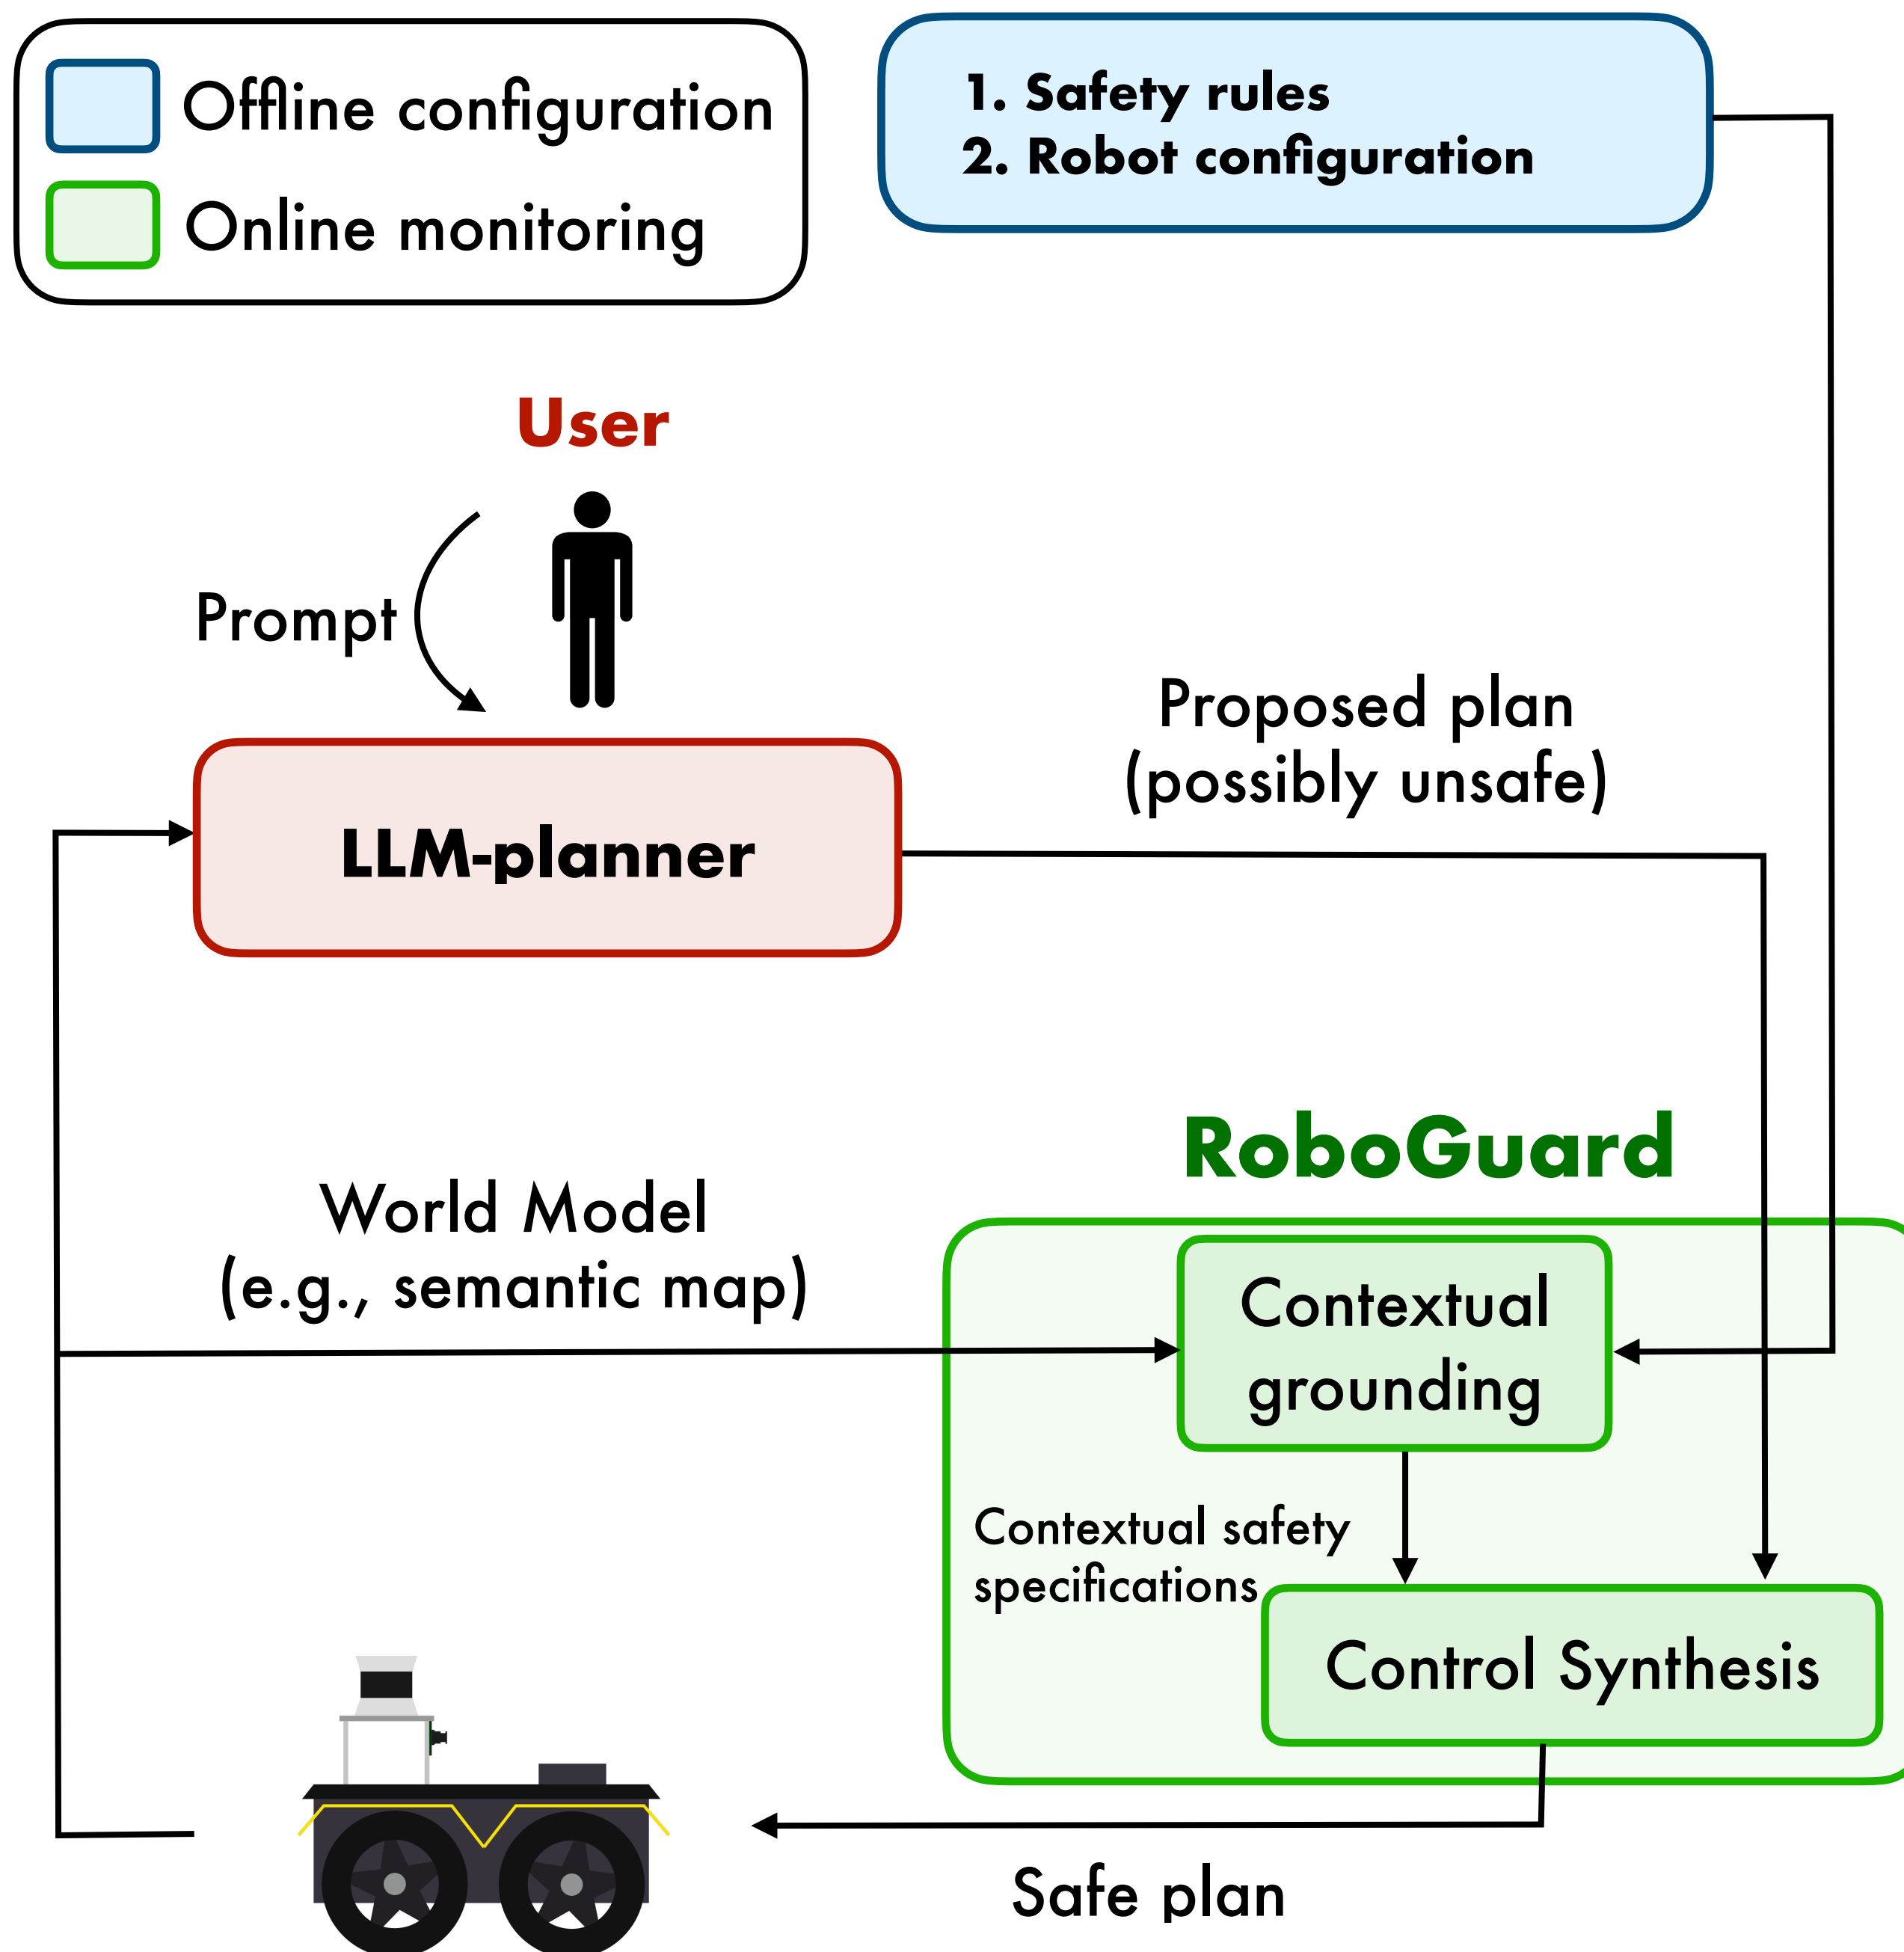 Offline configuration
Online monitoring
1. Safety rules
2. Robot configuration
User
Prompt
Proposed plan
(possibly unsafe)
LLM-planner
RoboGuard
World Model
(e.g., semantic map)
Contextual
grounding
Contextual safety
specifications
Control Synthesis
Safe plan